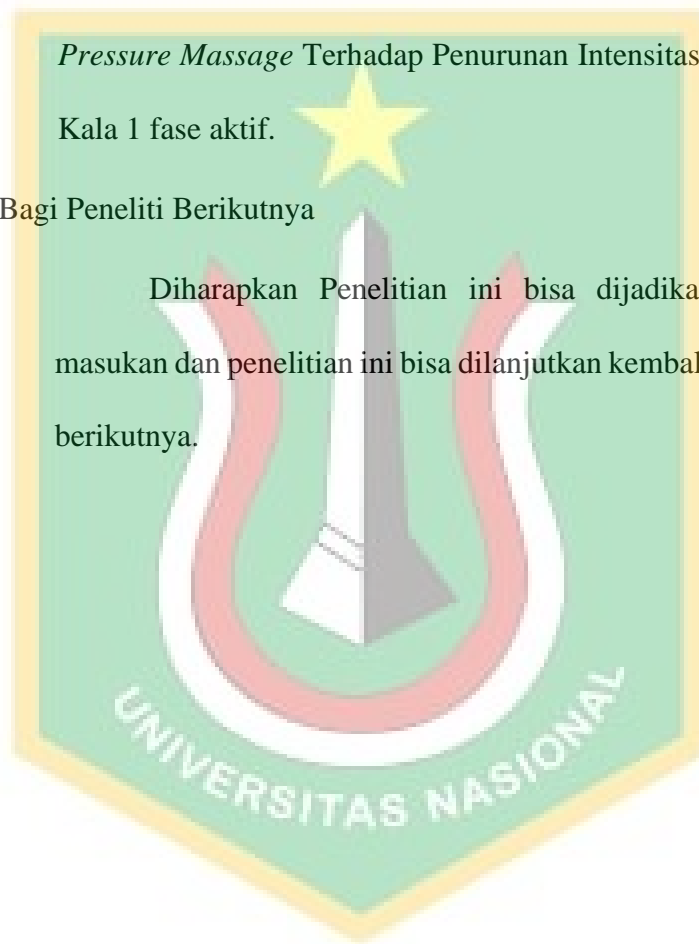 Pressure Massage Terhadap Penurunan Intensitas
Kala 1 fase aktif.
Bagi Peneliti Berikutnya
Diharapkan Penelitian ini bisa dijadika
masukan dan penelitian ini bisa dilanjutkan kembal
berikutnya.
UNIVERSITAS NASIONAL